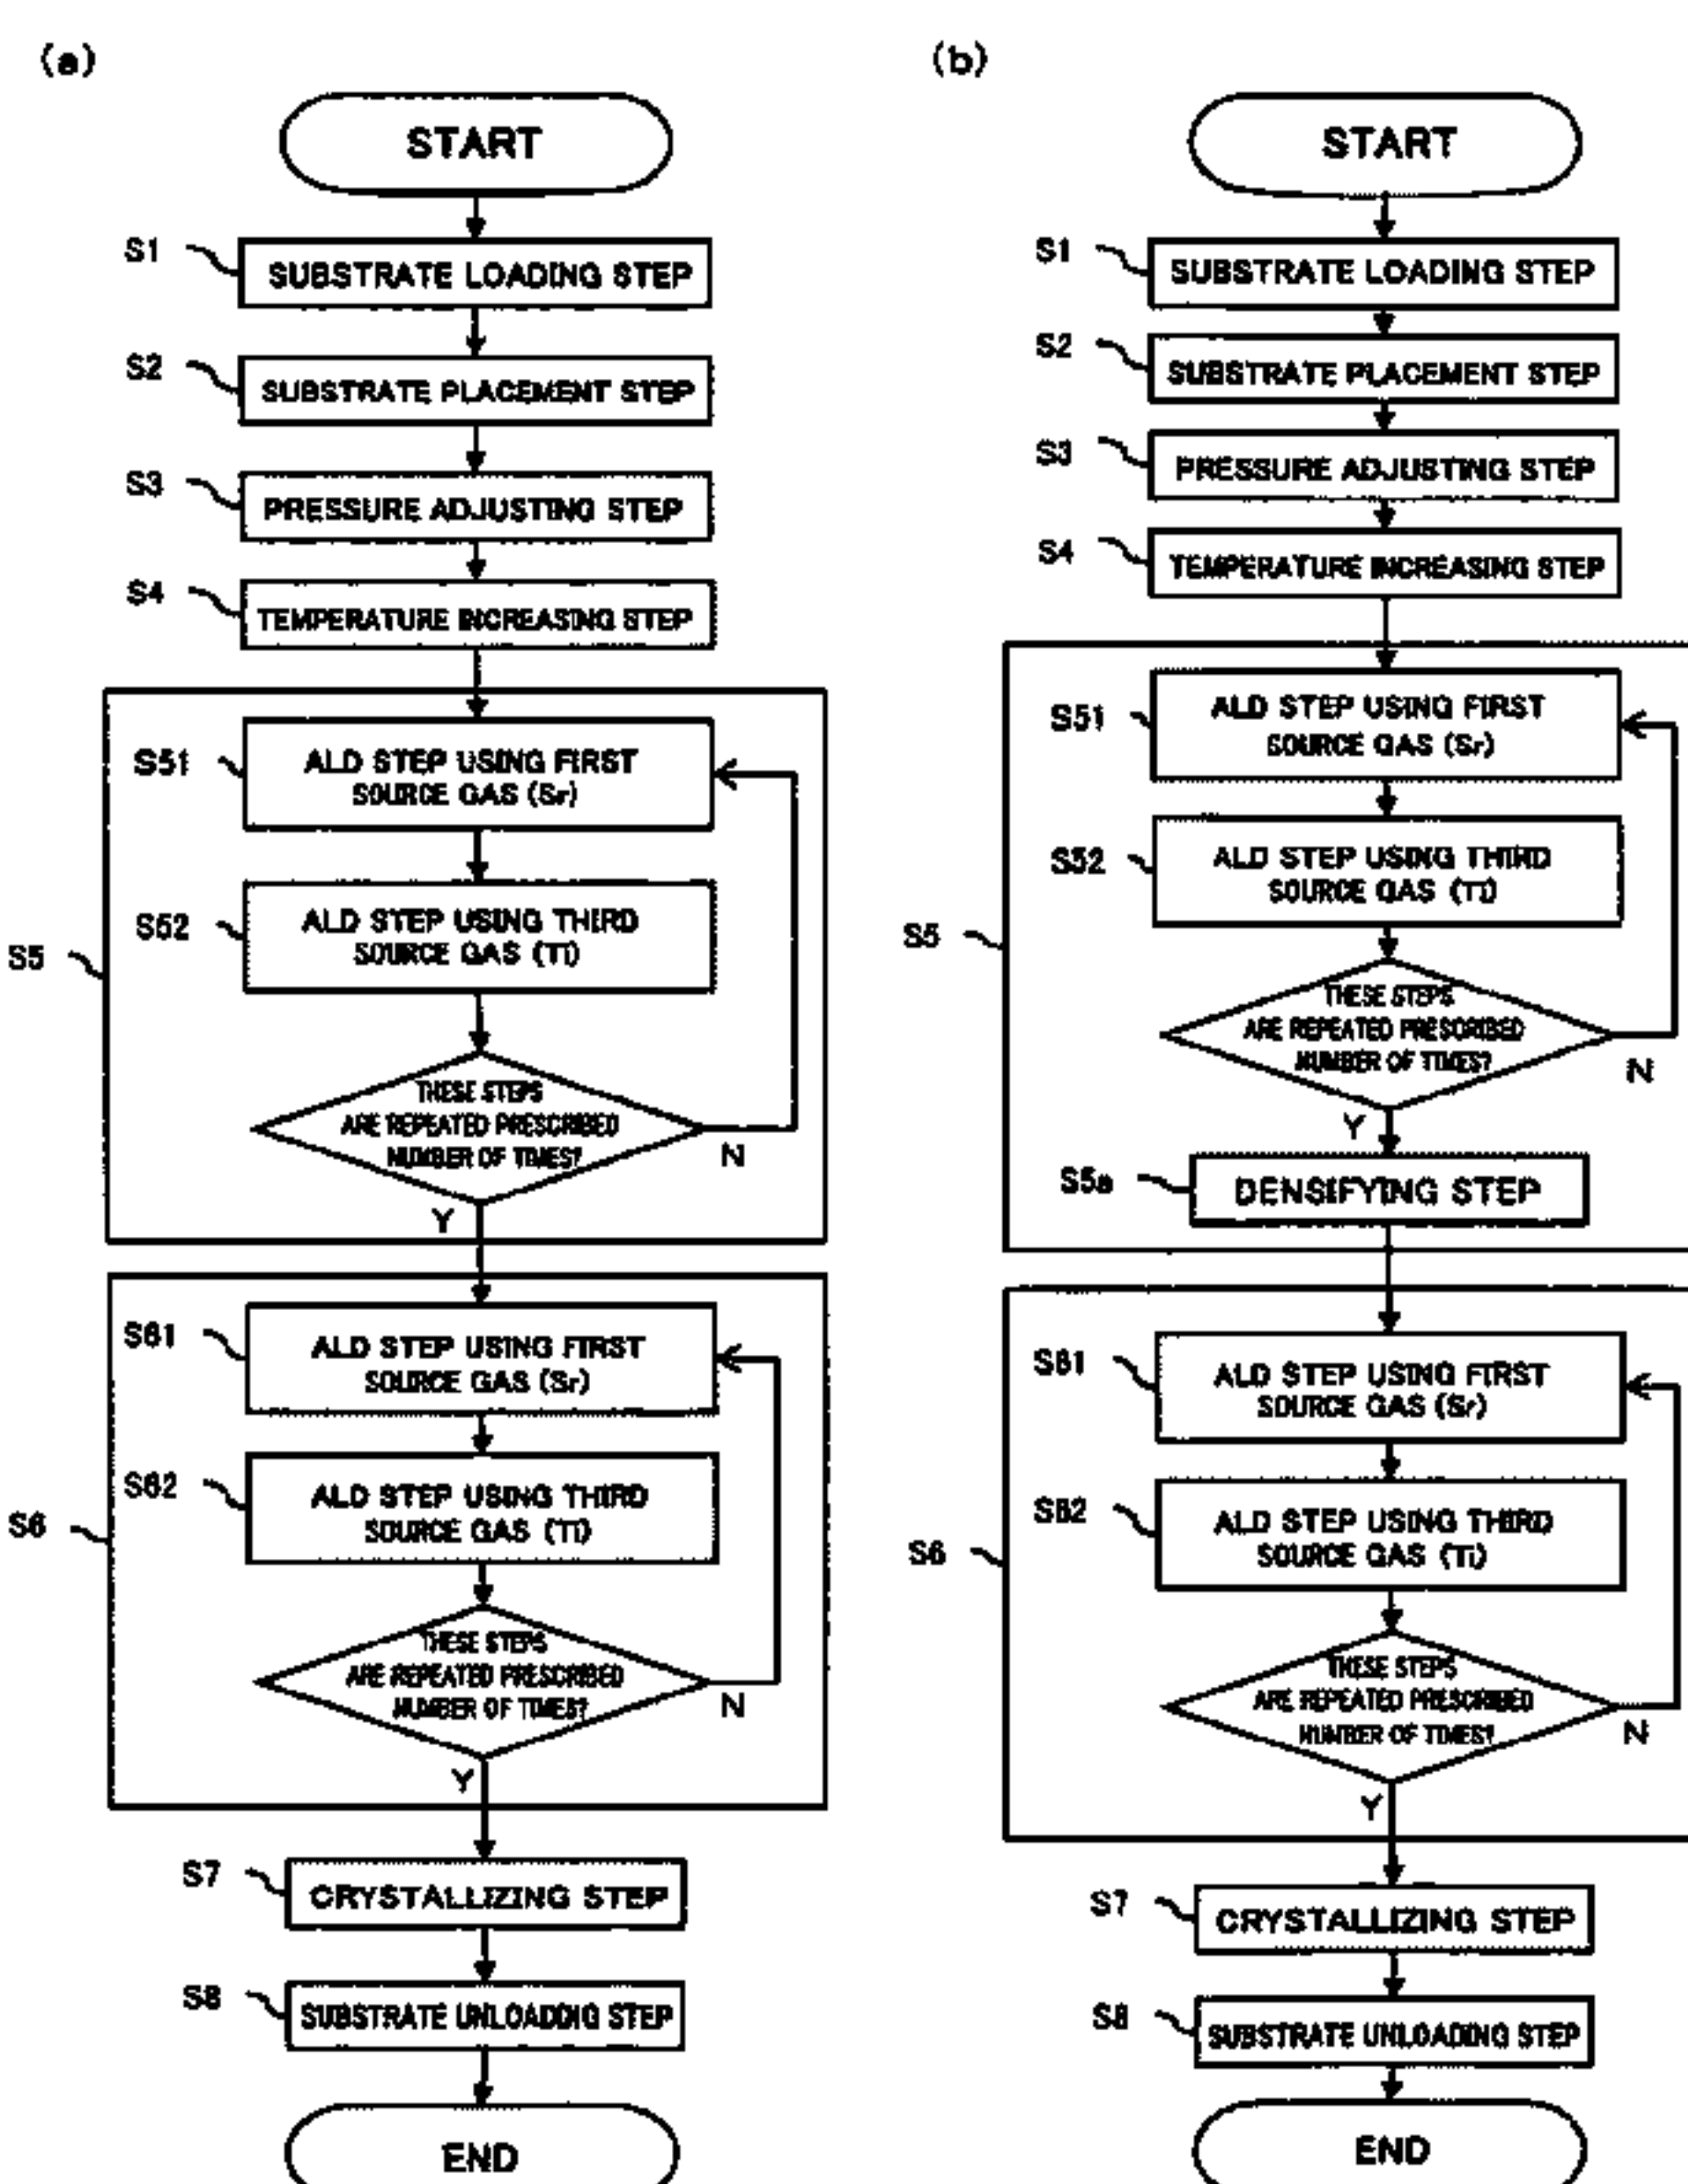 (a)
START
S1
SUBSTRATE LOADING STEP
S2
SUBSTRATE PLACEMENT STEP
S3
PRESSURE ADJUSTING STEP
S4
TEMPERATURE INCREASING STEP
S5
S51
ALD STEP USING FIRST
SOURCE GAS (Sr)
S52
ALD STEP USING THIRD
SOURCE GAS (Ti)
THESE STEPS
ARE REPEATED PRESCRIBED
NUMBER OF TIMES?
N
Y
S6
S61
ALD STEP USING FIRST
SOURCE GAS (Sr)
S62
ALD STEP USING THIRD
SOURCE GAS (Ti)
THESE STEPS
ARE REPEATED PRESCRIBED
NUMBER OF TIMES?
N
Y
S7
CRYSTALLIZING STEP
S8
SUBSTRATE UNLOADING STEP
END
(b)
START
S1
SUBSTRATE LOADING STEP
S2
SUBSTRATE PLACEMENT STEP
S3
PRESSURE ADJUSTING STEP
S4
TEMPERATURE INCREASING STEP
S5
S51
ALD STEP USING FIRST
SOURCE GAS (Sr)
S52
ALD STEP USING THIRD
SOURCE GAS (Ti)
THESE STEPS
ARE REPEATED PRESCRIBED
NUMBER OF TIMES?
N
Y
S5a
DENSIFYING STEP
S6
S61
ALD STEP USING FIRST
SOURCE GAS (Sr)
S62
ALD STEP USING THIRD
SOURCE GAS (Ti)
THESE STEPS
ARE REPEATED PRESCRIBED
NUMBER OF TIMES?
N
Y
S7
CRYSTALLIZING STEP
S8
SUBSTRATE UNLOADING STEP
END